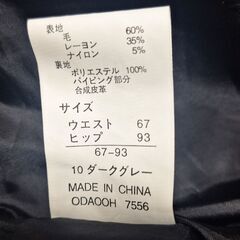 表地
毛 60%
レーヨン 35%
ナイロン 5%
裏地
ポリエステル 100%
パイピング部分
合成皮革
サイズ
ウエスト 67
ヒップ 93
67-93
10 ダークグレー
MADE IN CHINA
ODAOOH 7556